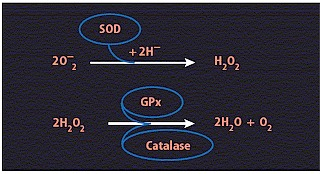 SOD
2O⁻₂ + 2H⁻ H₂O₂
GPx
2H₂O₂ 2H₂O + O₂
Catalase